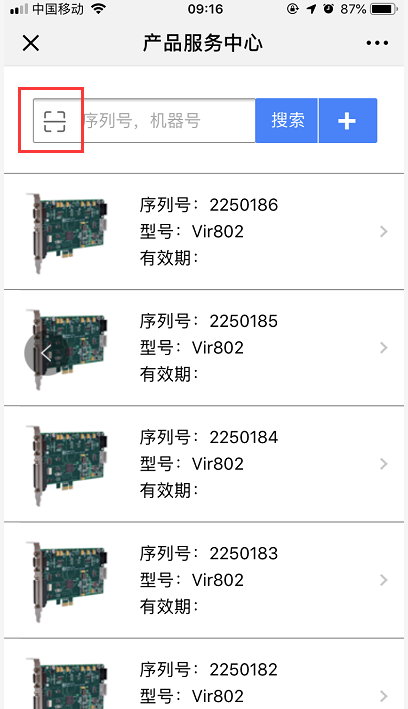 中国移动 09:16 87%
产品服务中心
序列号，机器号 搜索
序列号：2250186
型号：Vir802
有效期：
序列号：2250185
型号：Vir802
有效期：
序列号：2250184
型号：Vir802
有效期：
序列号：2250183
型号：Vir802
有效期：
序列号：2250182
型号：Vir802